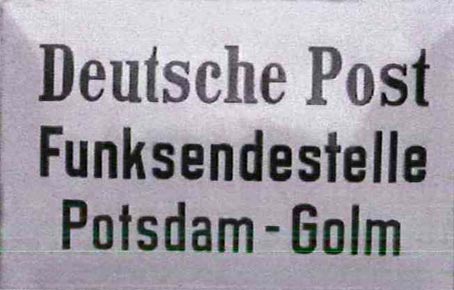 Deutsche Post
Funksendestelle
Potsdam - Golm